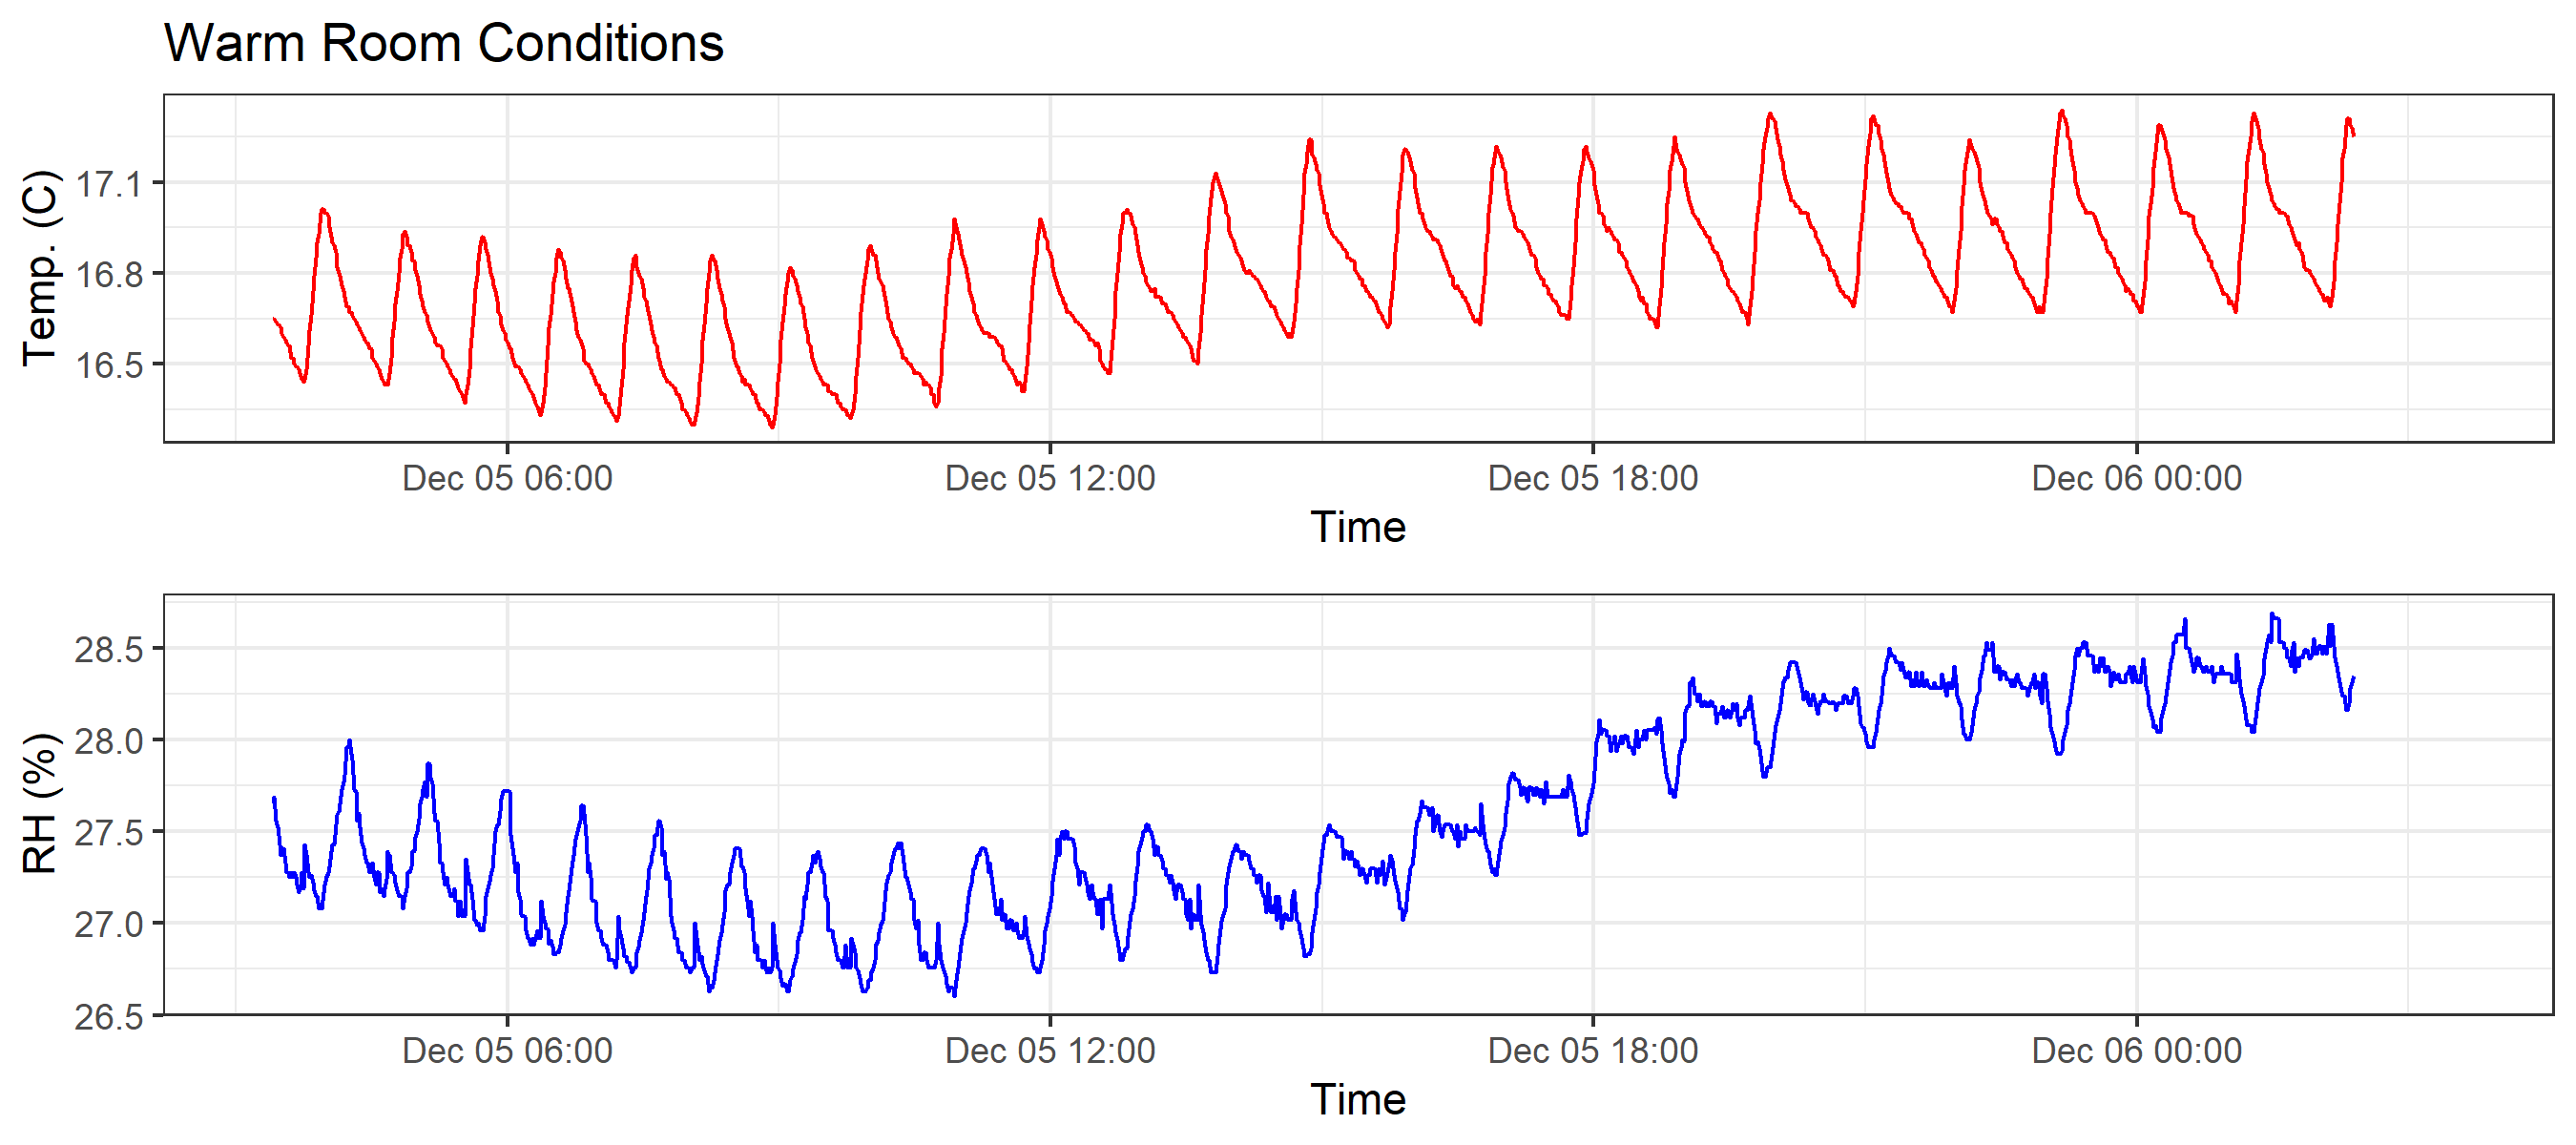 Warm Room Conditions
Temp. (C)
17.1
16.8
16.5
Dec 05 06:00 Dec 05 12:00 Dec 05 18:00 Dec 06 00:00
Time
RH (%)
28.5
28.0
27.5
27.0
26.5
Dec 05 06:00 Dec 05 12:00 Dec 05 18:00 Dec 06 00:00
Time